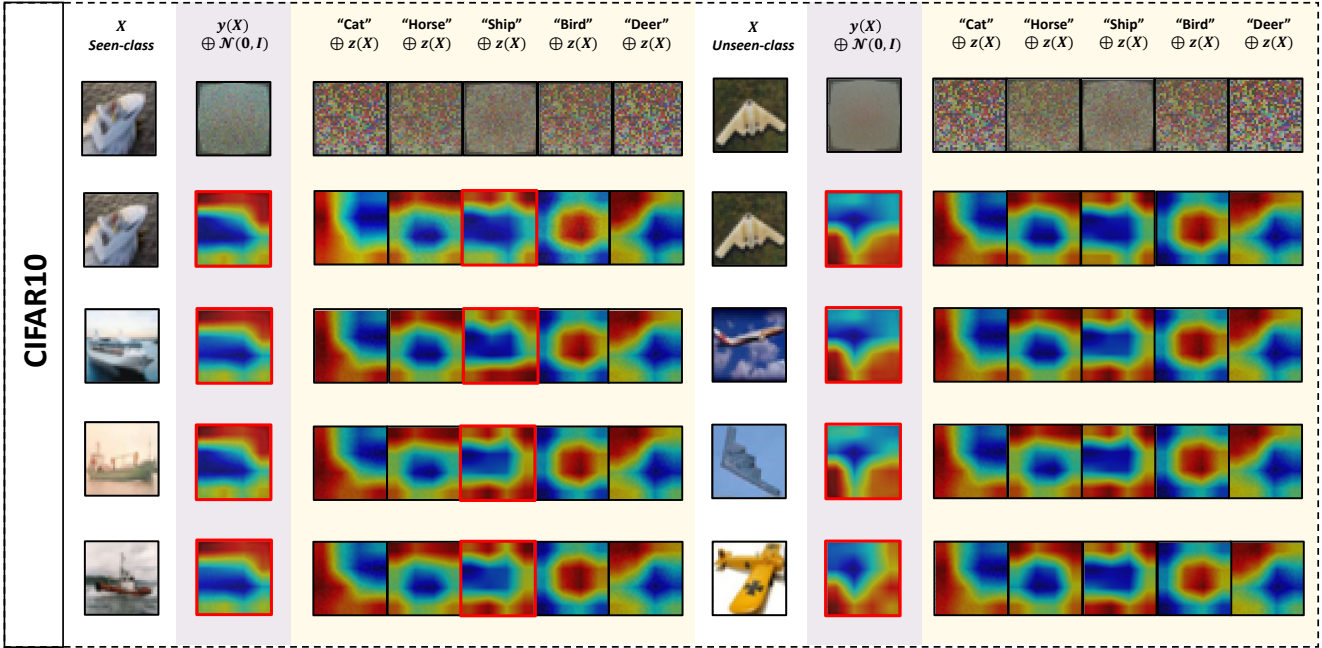 CIFAR10
X
Seen-class
y(X)
⊕ 𝒩(0, I)
"Cat"
⊕ z(X)
"Horse"
⊕ z(X)
"Ship"
⊕ z(X)
"Bird"
⊕ z(X)
"Deer"
⊕ z(X)
X
Unseen-class
y(X)
⊕ 𝒩(0, I)
"Cat"
⊕ z(X)
"Horse"
⊕ z(X)
"Ship"
⊕ z(X)
"Bird"
⊕ z(X)
"Deer"
⊕ z(X)